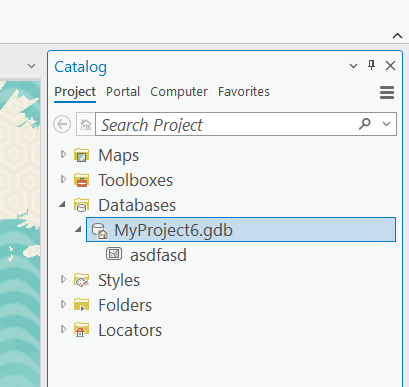 Catalog
Project Portal Computer Favorites
Search Project
Maps
Toolboxes
Databases
MyProject6.gdb
asdfasd
Styles
Folders
Locators